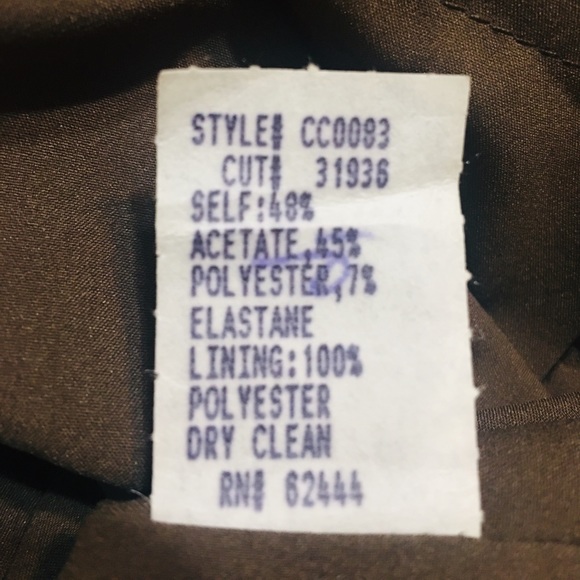 STYLE# CC0083
CUT# 31936
SELF:48%
ACETATE,45%
POLYESTER,7%
ELASTANE
LINING:100%
POLYESTER
DRY CLEAN
RN# 62444